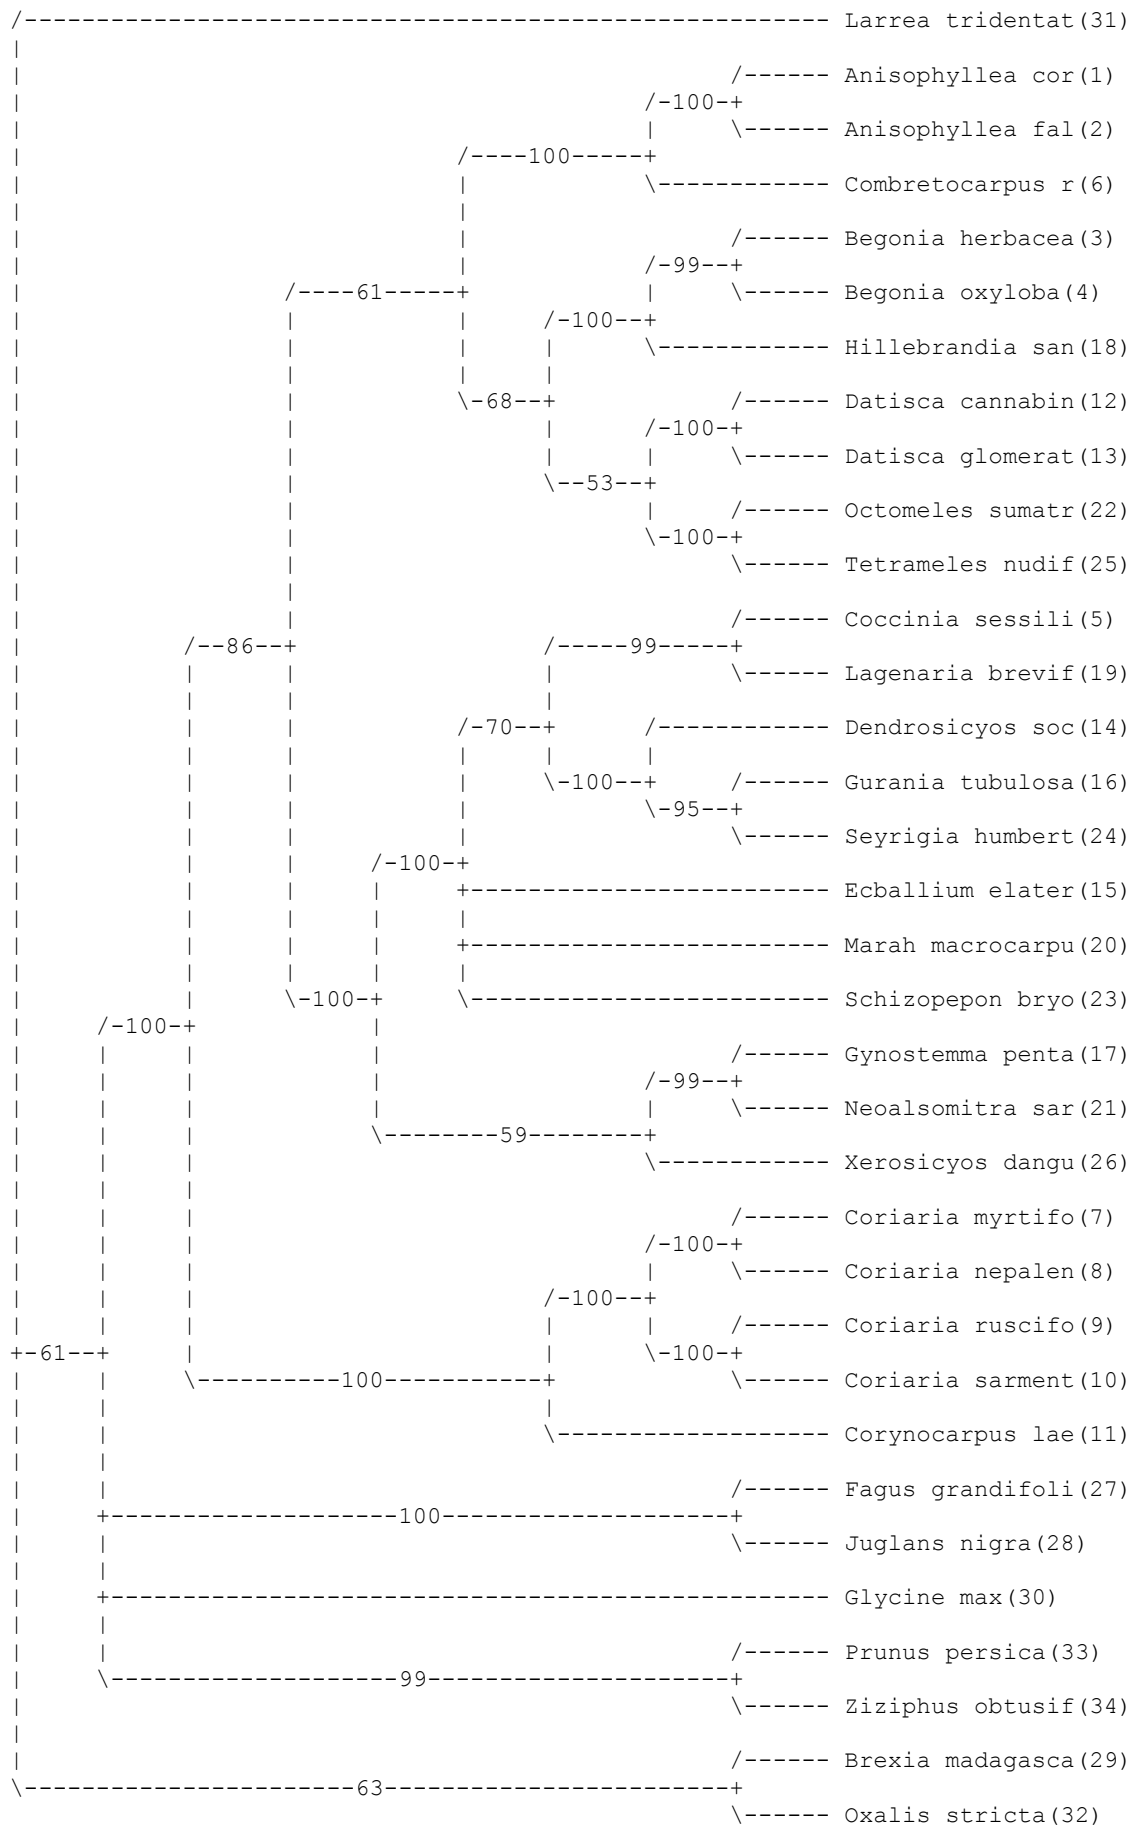 Larrea tridentat(31)
Anisophyllea cor(1)
100
Anisophyllea fal(2)
100
Combretocarpus r(6)
Begonia herbacea(3)
99
61
Begonia oxyloba(4)
100
Hillebrandia san(18)
68
Datisca cannabin(12)
100
Datisca glomerat(13)
53
Octomeles sumatr(22)
100
Tetrameles nudif(25)
Coccinia sessili(5)
86 99
Lagenaria brevif(19)
70 Dendrosicyos soc(14)
100 Gurania tubulosa(16)
95
Seyrigia humbert(24)
100
Ecballium elater(15)
Marah macrocarpu(20)
100 Schizopepon bryo(23)
100
Gynostemma penta(17)
99
Neoalsomitra sar(21)
59
Xerosicyos dangu(26)
Coriaria myrtifo(7)
100
Coriaria nepalen(8)
100
Coriaria ruscifo(9)
61 100
100 Coriaria sarment(10)
Corynocarpus lae(11)
Fagus grandifoli(27)
100
Juglans nigra(28)
Glycine max(30)
Prunus persica(33)
99
Ziziphus obtusif(34)
Brexia madagasca(29)
63
Oxalis stricta(32)